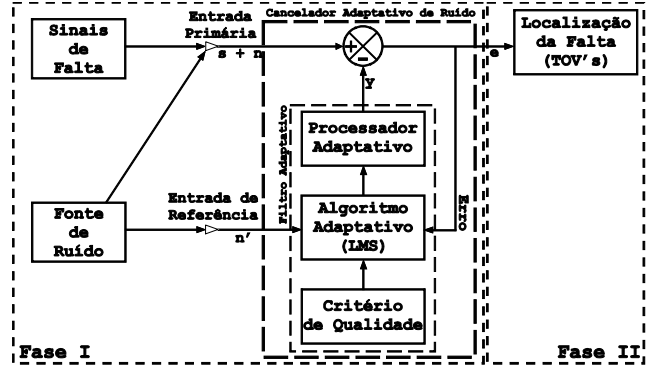 Cancelador Adaptativo de Ruído
Sinais
de
Falta
Entrada
Primária
s + n
+
-
y
e
Localização
da Falta
(TOV's)
Filtro Adaptativo
Processador
Adaptativo
Erro
Fonte
de
Ruído
Entrada de
Referência
n'
Algoritmo
Adaptativo
(LMS)
Critério
de Qualidade
Fase I
Fase II